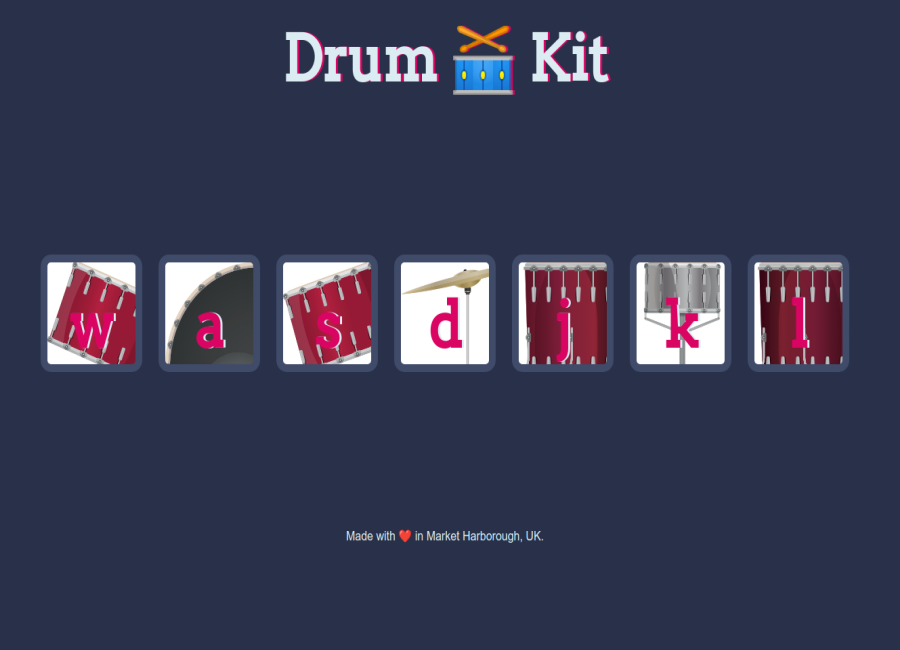 Drum 🥁 Kit
w a s d j k l
Made with ❤️ in Market Harborough, UK.